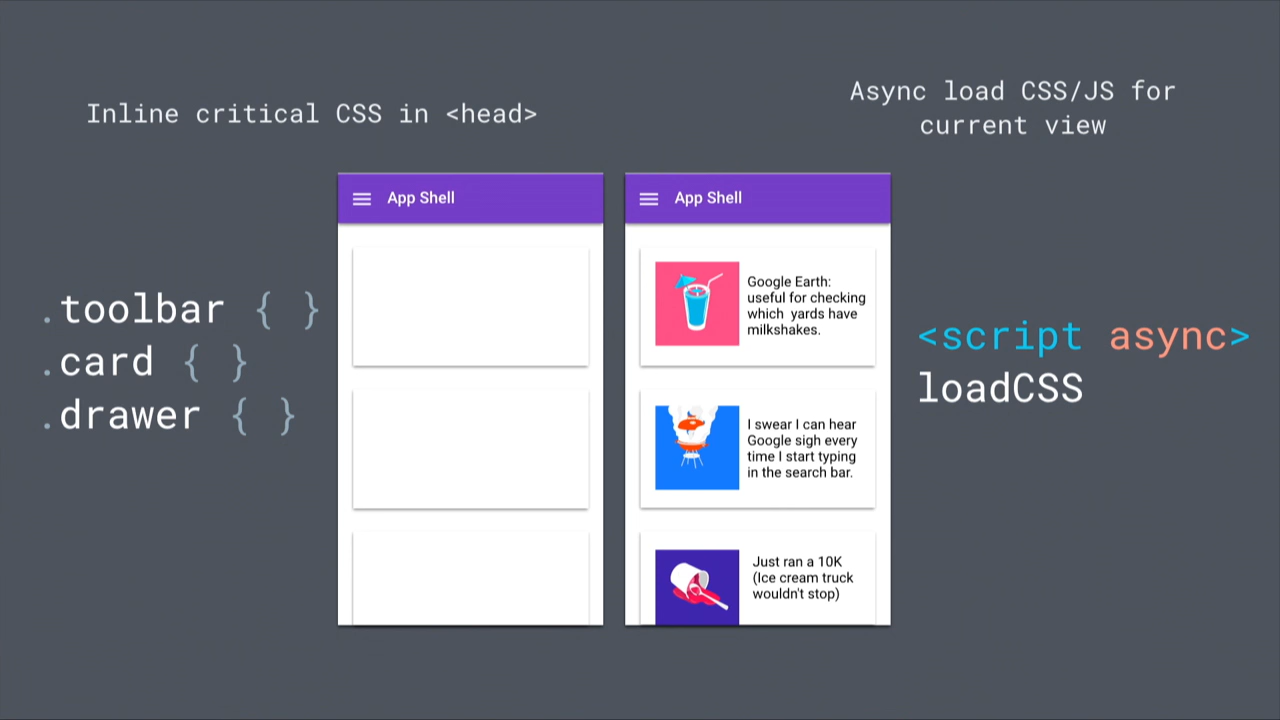 Inline critical CSS in <head>
Async load CSS/JS for
current view
.toolbar { }
.card { }
.drawer { }
App Shell
App Shell
Google Earth:
useful for checking
which yards have
milkshakes.
I swear I can hear
Google sigh every
time I start typing
in the search bar.
Just ran a 10K
(Ice cream truck
wouldn't stop)
<script async>
loadCSS